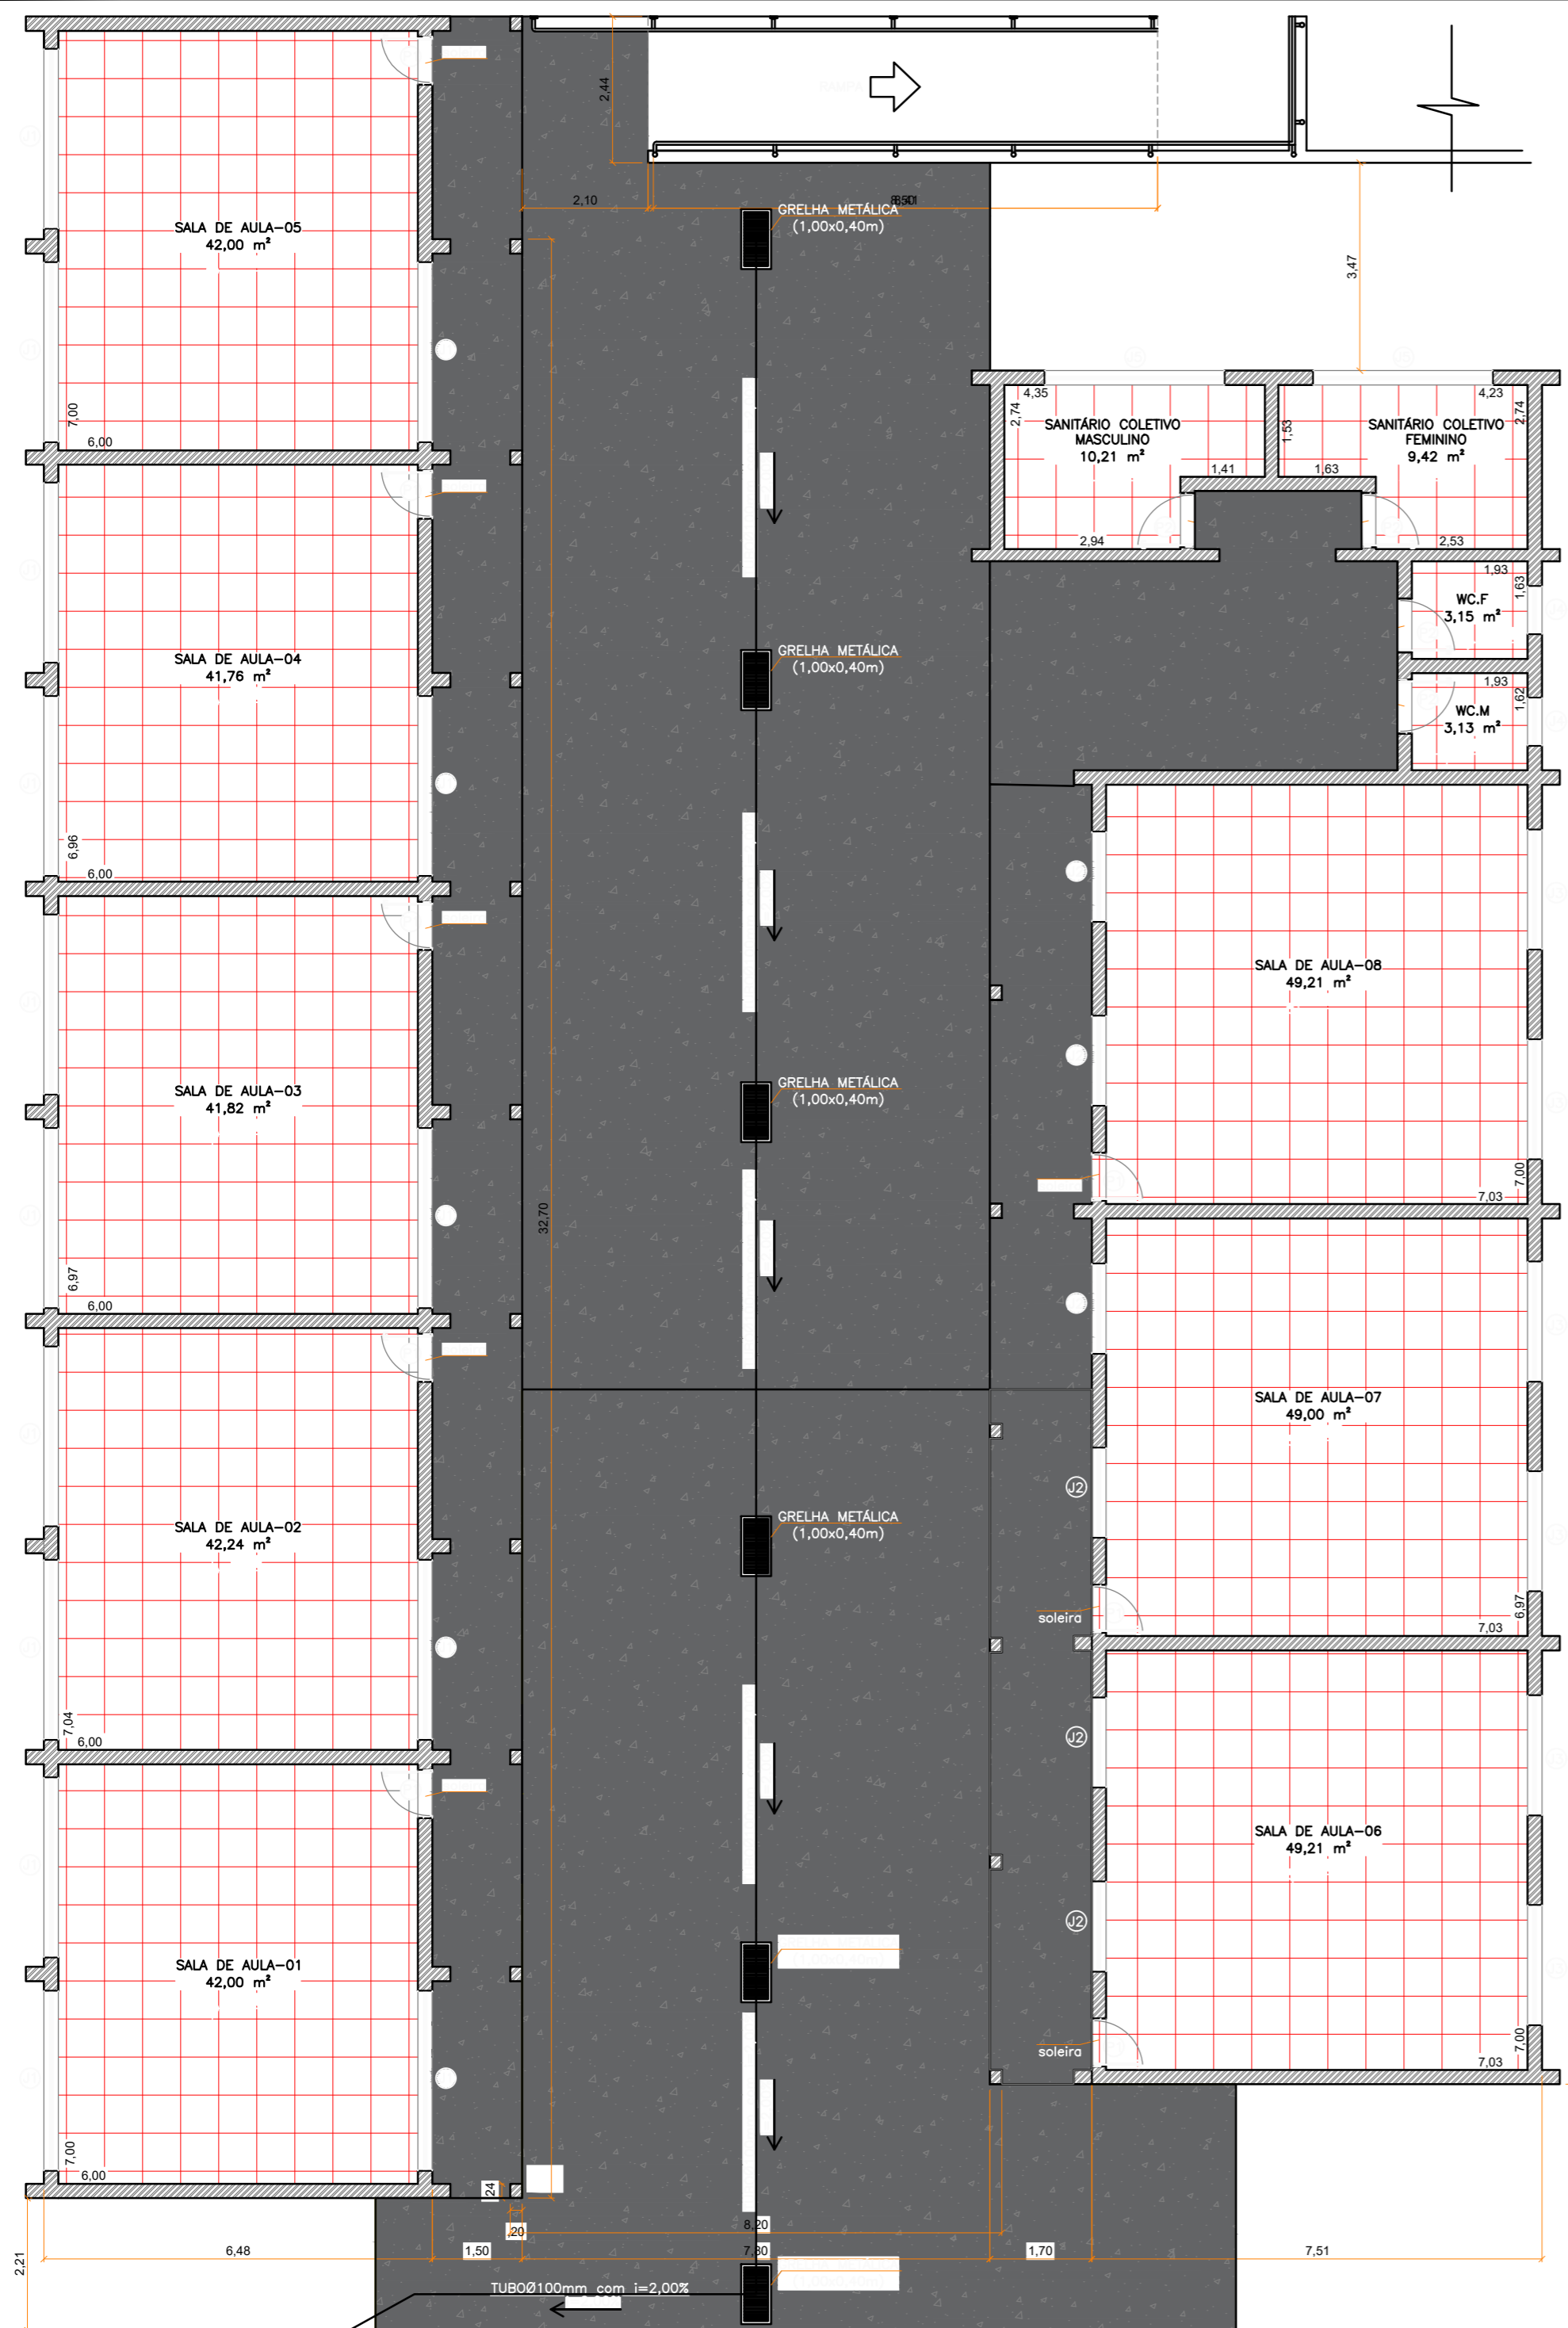 2,44
2,10
8,50
8,41
GRELHA METÁLICA
(1,00x0,40m)
3,47
SALA DE AULA-05
42,00 m²
7,00
6,00
4,35
2,74
SANITÁRIO COLETIVO
MASCULINO
10,21 m²
1,41
2,94
1,53
4,23
2,74
SANITÁRIO COLETIVO
FEMININO
9,42 m²
1,63
2,53
1,93
1,63
WC.F
3,15 m²
1,93
1,62
WC.M
3,13 m²
SALA DE AULA-04
41,76 m²
6,96
6,00
GRELHA METÁLICA
(1,00x0,40m)
SALA DE AULA-08
49,21 m²
7,00
7,03
SALA DE AULA-03
41,82 m²
6,97
6,00
GRELHA METÁLICA
(1,00x0,40m)
32,70
SALA DE AULA-07
49,00 m²
6,97
7,03
J2
soleira
SALA DE AULA-02
42,24 m²
7,04
6,00
GRELHA METÁLICA
(1,00x0,40m)
J2
SALA DE AULA-06
49,21 m²
7,00
7,03
J2
soleira
SALA DE AULA-01
42,00 m²
7,00
6,00
,24
,20
8,20
2,21
6,48
1,50
7,80
1,70
7,51
TUBOØ100mm com i=2,00%